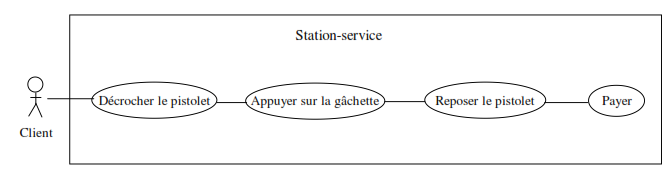 Station-service
Décrocher le pistolet
Appuyer sur la gâchette
Reposer le pistolet
Payer
Client